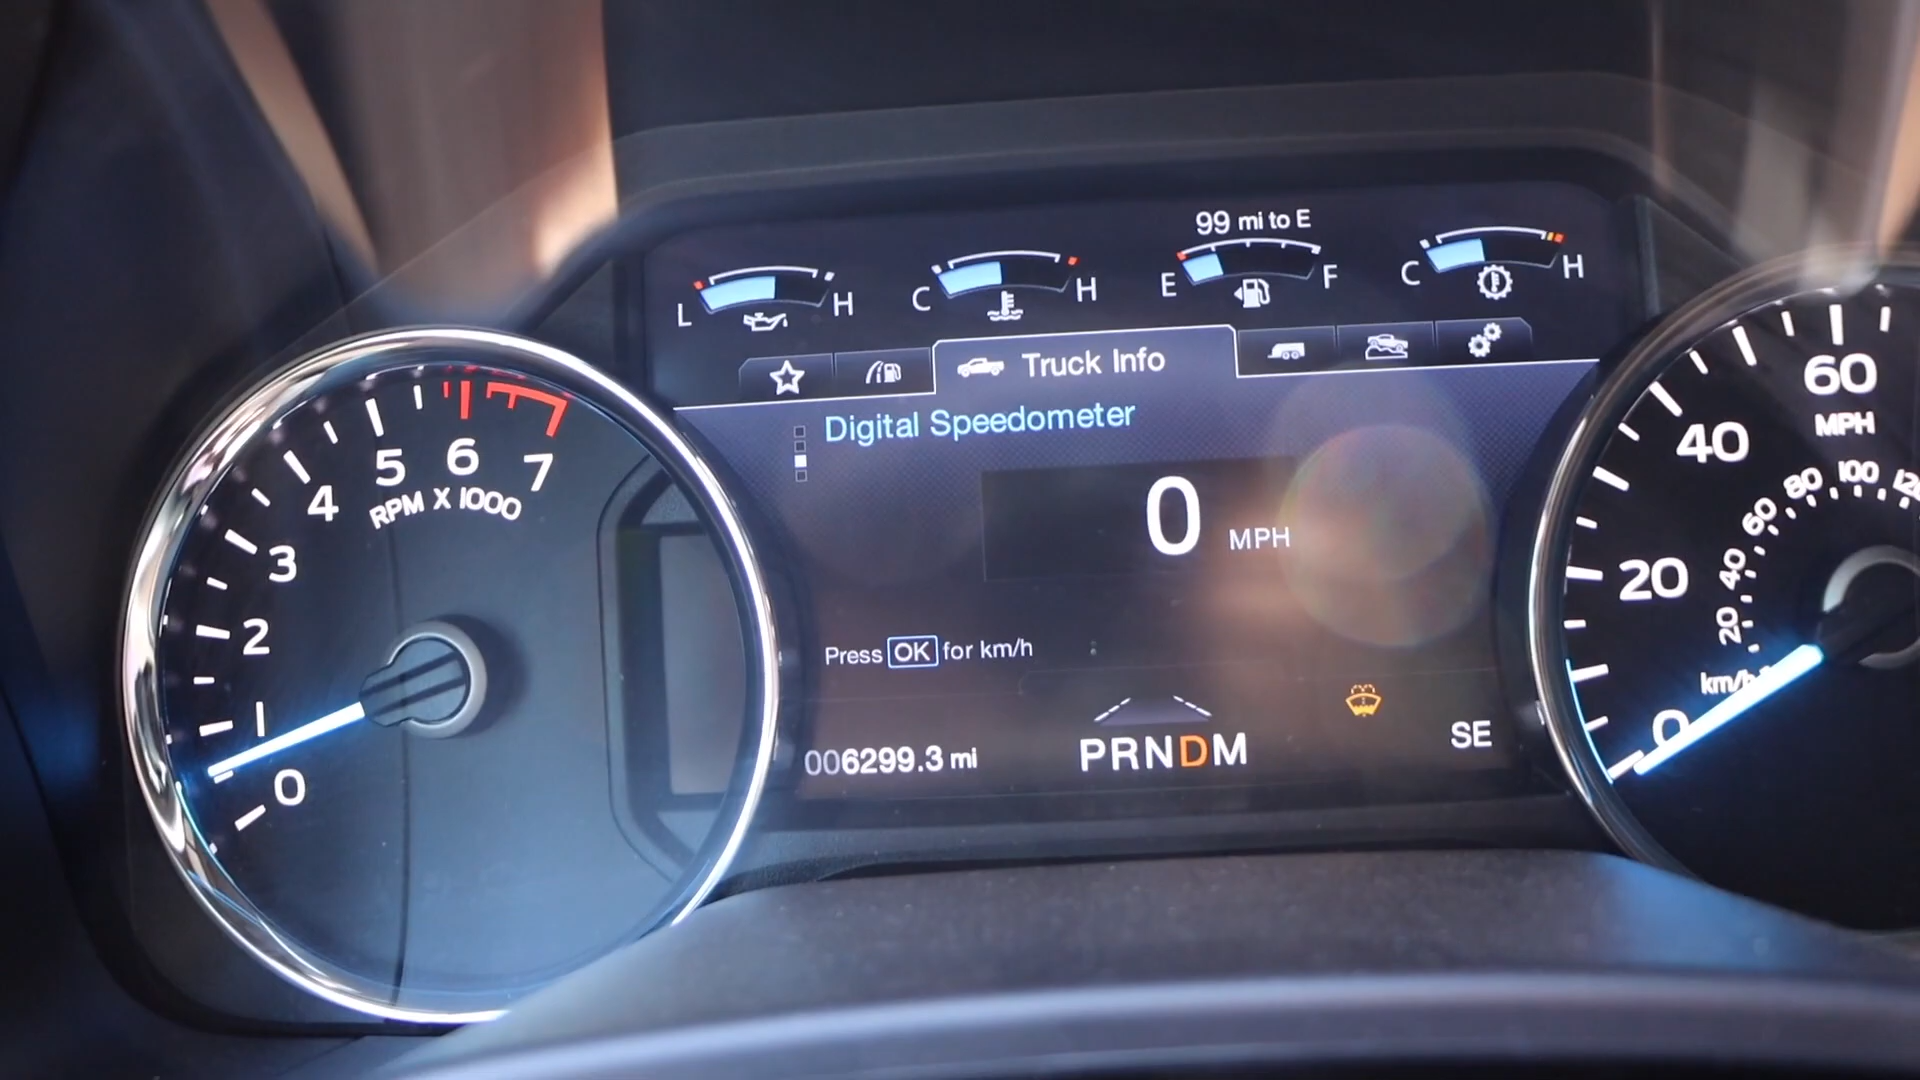 99 mi to E
L H
C H
E F
C H
Truck Info
Digital Speedometer
0 MPH
Press OK for km/h
006299.3 mi
PRNDM
SE
0
1
2
3
4
5
6
7
RPM X 1000
0
20
40
60
MPH
20
40
60
80
100
km/h